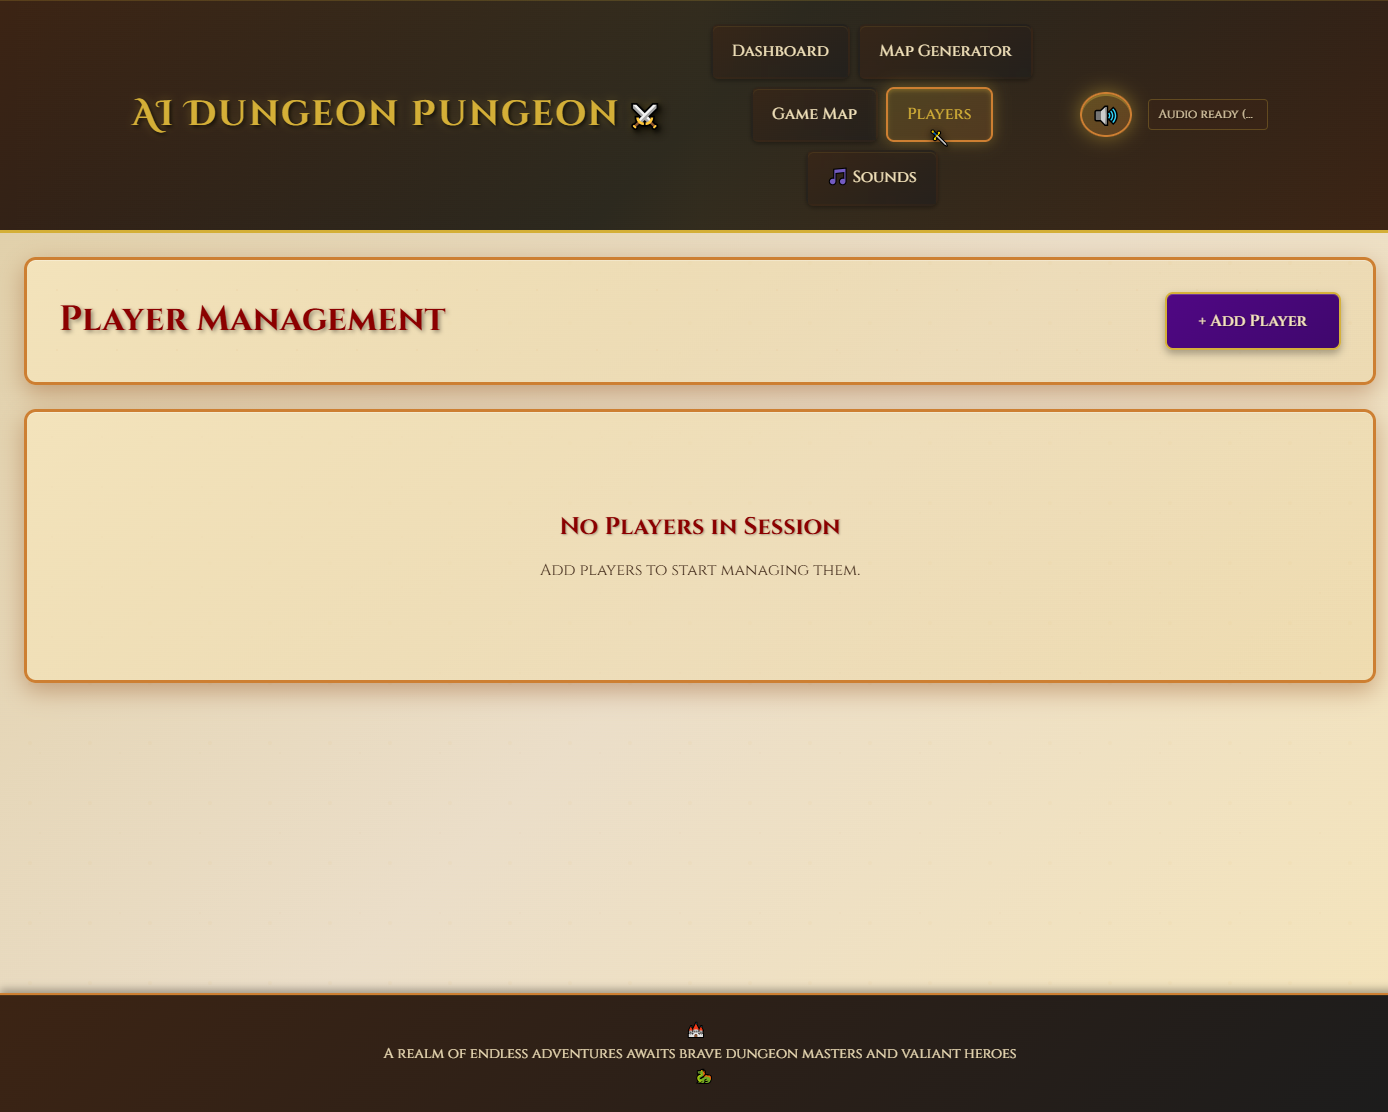 AI Dungeon Pungeon ⚔️
Dashboard
Map Generator
Game Map
Players
🎵 Sounds
Audio ready (...
Player Management
+ Add Player
No Players in Session
Add players to start managing them.
A realm of endless adventures awaits brave dungeon masters and valiant heroes